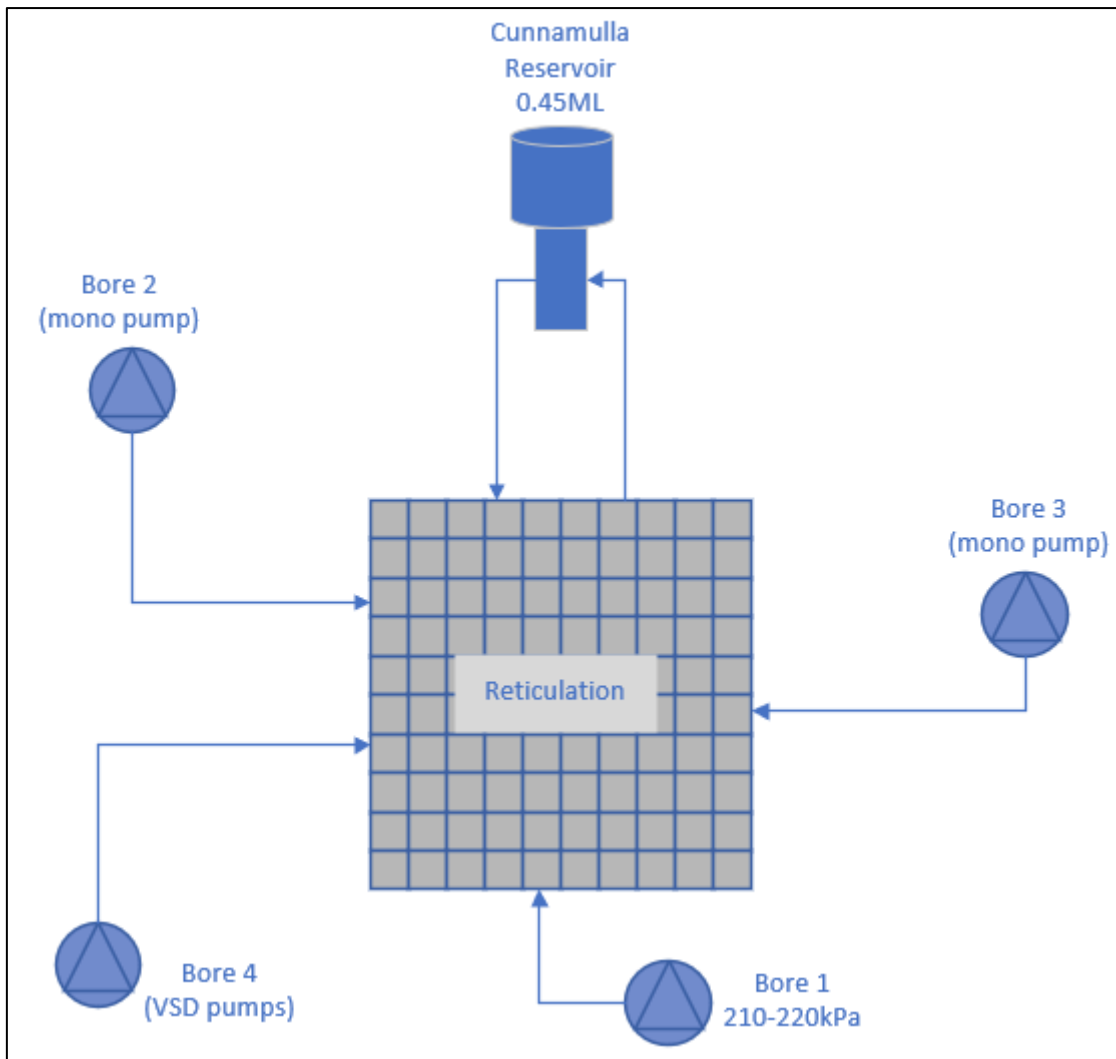 Cunnamulla
Reservoir
0.45ML
Bore 2
(mono pump)
Bore 3
(mono pump)
Reticulation
Bore 4
(VSD pumps)
Bore 1
210-220kPa